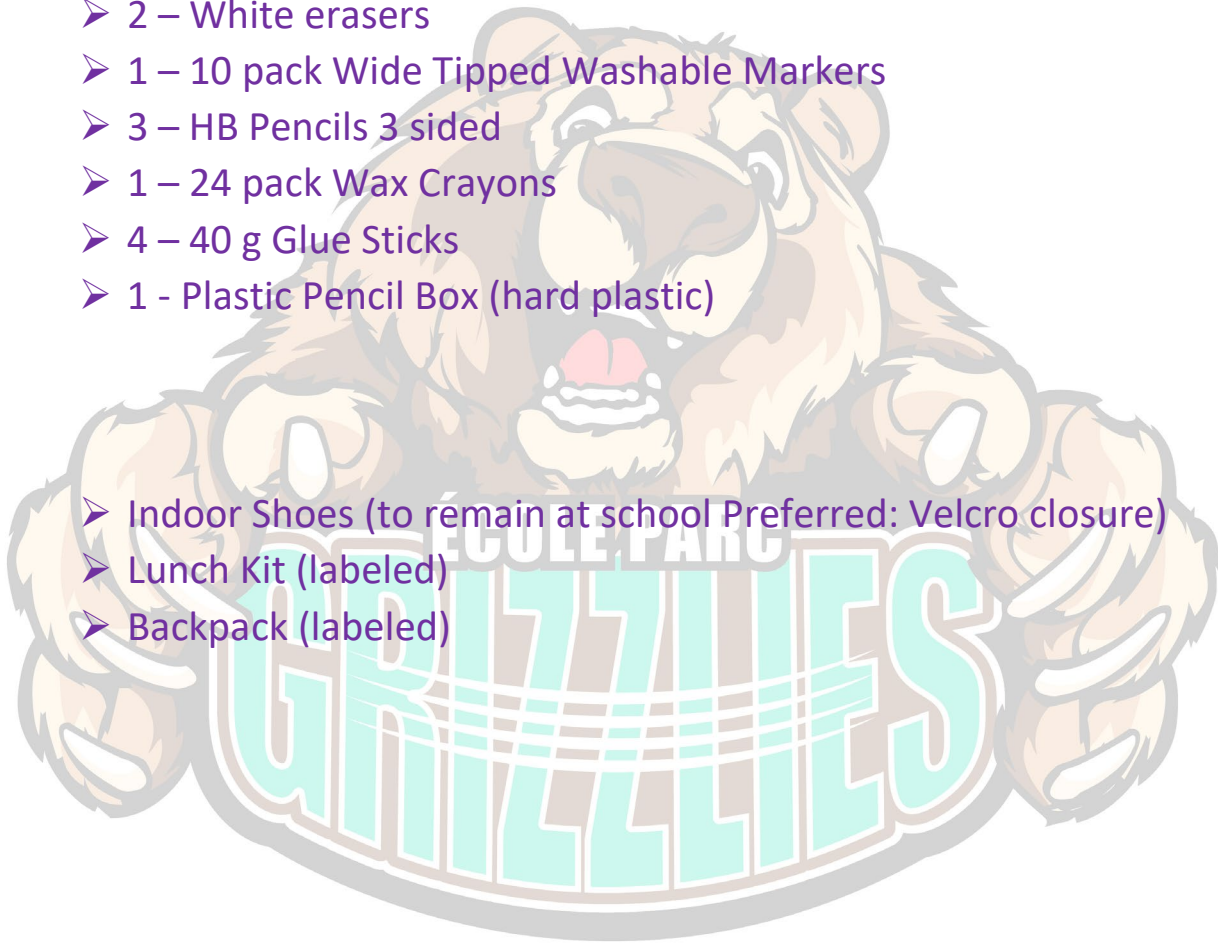 ➢ 2 – White erasers
➢ 1 – 10 pack Wide Tipped Washable Markers
➢ 3 – HB Pencils 3 sided
➢ 1 – 24 pack Wax Crayons
➢ 4 – 40 g Glue Sticks
➢ 1 - Plastic Pencil Box (hard plastic)
➢ Indoor Shoes (to remain at school Preferred: Velcro closure)
ÉCOLE PARC
➢ Lunch Kit (labeled)
➢ Backpack (labeled)
GRIZZLIES